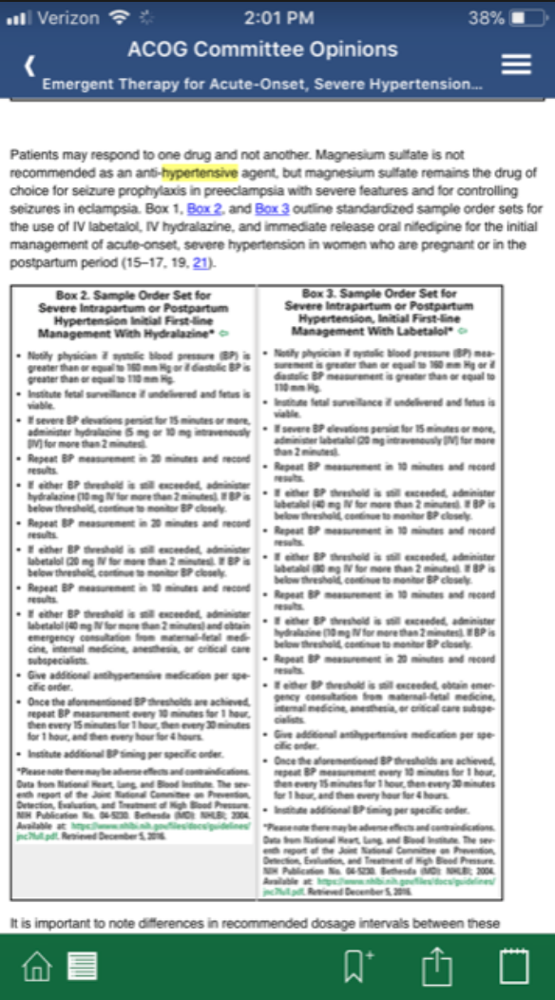 Verizon 2:01 PM 38%
ACOG Committee Opinions
Emergent Therapy for Acute-Onset, Severe Hypertension...
Patients may respond to one drug and not another. Magnesium sulfate is not
recommended as an anti-hypertensive agent, but magnesium sulfate remains the drug of
choice for seizure prophylaxis in preeclampsia with severe features and for controlling
seizures in eclampsia. Box 1, Box 2, and Box 3 outline standardized sample order sets for
the use of IV labetalol, IV hydralazine, and immediate release oral nifedipine for the initial
management of acute-onset, severe hypertension in women who are pregnant or in the
postpartum period (15–17, 19, 21).
Box 2. Sample Order Set for
Severe Intrapartum or Postpartum
Hypertension Initial First-line
Management With Hydralazine*
• Notify physician if systolic blood pressure (BP) is
greater than or equal to 160 mm Hg or if diastolic BP is
greater than or equal to 110 mm Hg.
• Institute fetal surveillance if undelivered and fetus is
viable.
• If severe BP elevations persist for 15 minutes or more,
administer hydralazine (5 mg or 10 mg intravenously
[IV] for more than 2 minutes).
• Repeat BP measurement in 20 minutes and record
results.
• If either BP threshold is still exceeded, administer
hydralazine (10 mg IV for more than 2 minutes). If BP is
below threshold, continue to monitor BP closely.
• Repeat BP measurement in 20 minutes and record
results.
• If either BP threshold is still exceeded, administer
labetalol (20 mg IV for more than 2 minutes). If BP is
below threshold, continue to monitor BP closely.
• Repeat BP measurement in 10 minutes and record
results.
• If either BP threshold is still exceeded, administer
labetalol (40 mg IV for more than 2 minutes) and obtain
emergency consultation from maternal-fetal medi-
cine, internal medicine, anesthesia, or critical care
subspecialists.
• Give additional antihypertensive medication per spe-
cific order.
• Once the aforementioned BP thresholds are achieved,
repeat BP measurement every 10 minutes for 1 hour,
then every 15 minutes for 1 hour, then every 30 minutes
for 1 hour, and then every hour for 4 hours.
• Institute additional BP timing per specific order.
*Please note there may be adverse effects and contraindications.
Data from National Heart, Lung, and Blood Institute. The sev-
enth report of the Joint National Committee on Prevention,
Detection, Evaluation, and Treatment of High Blood Pressure.
NIH Publication No. 04-5230. Bethesda (MD): NHLBI; 2004.
Available at: https://www.nhlbi.nih.gov/files/docs/guidelines/
jnc7full.pdf. Retrieved December 5, 2016.
Box 3. Sample Order Set for
Severe Intrapartum or Postpartum
Hypertension, Initial First-line
Management With Labetalol*
• Notify physician if systolic blood pressure (BP) mea-
surement is greater than or equal to 160 mm Hg or if
diastolic BP measurement is greater than or equal to
110 mm Hg.
• Institute fetal surveillance if undelivered and fetus is
viable.
• If severe BP elevations persist for 15 minutes or more,
administer labetalol (20 mg intravenously [IV] for more
than 2 minutes).
• Repeat BP measurement in 10 minutes and record
results.
• If either BP threshold is still exceeded, administer
labetalol (40 mg IV for more than 2 minutes). If BP is
below threshold, continue to monitor BP closely.
• Repeat BP measurement in 10 minutes and record
results.
• If either BP threshold is still exceeded, administer
labetalol (80 mg IV for more than 2 minutes). If BP is
below threshold, continue to monitor BP closely.
• Repeat BP measurement in 10 minutes and record
results.
• If either BP threshold is still exceeded, administer
hydralazine (10 mg IV for more than 2 minutes). If BP is
below threshold, continue to monitor BP closely.
• Repeat BP measurement in 20 minutes and record
results.
• If either BP threshold is still exceeded, obtain emer-
gency consultation from maternal-fetal medicine,
internal medicine, anesthesia, or critical care subspe-
cialists.
• Give additional antihypertensive medication per spe-
cific order.
• Once the aforementioned BP thresholds are achieved,
repeat BP measurement every 10 minutes for 1 hour,
then every 15 minutes for 1 hour, then every 30 minutes
for 1 hour, and then every hour for 4 hours.
• Institute additional BP timing per specific order.
*Please note there may be adverse effects and contraindications.
Data from National Heart, Lung, and Blood Institute. The sev-
enth report of the Joint National Committee on Prevention,
Detection, Evaluation, and Treatment of High Blood Pressure.
NIH Publication No. 04-5230. Bethesda (MD): NHLBI; 2004.
Available at: https://www.nhlbi.nih.gov/files/docs/guidelines/
jnc7full.pdf. Retrieved December 5, 2016.
It is important to note differences in recommended dosage intervals between these